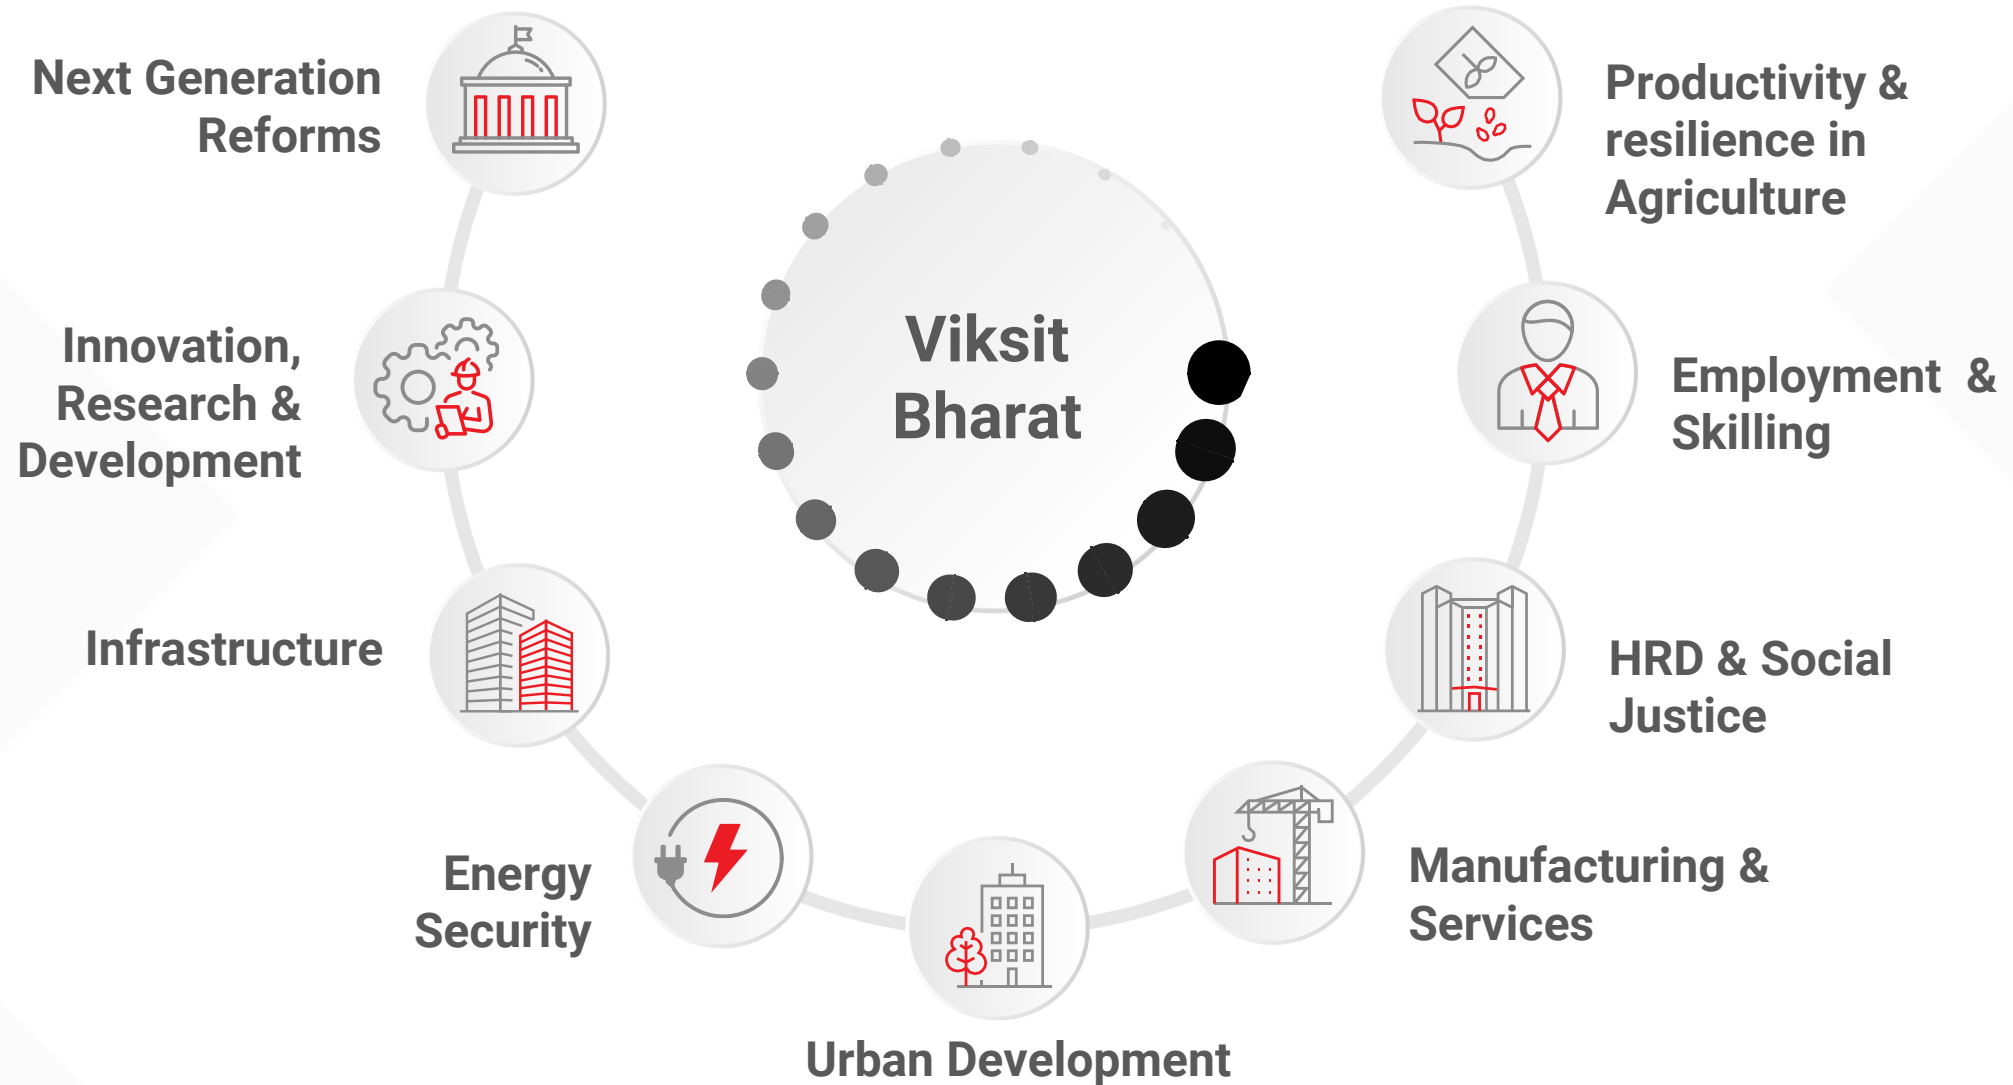 Next Generation
Reforms
Innovation,
Research &
Development
Infrastructure
Energy
Security
Urban Development
Manufacturing &
Services
HRD & Social
Justice
Employment &
Skilling
Productivity &
resilience in
Agriculture
Viksit
Bharat